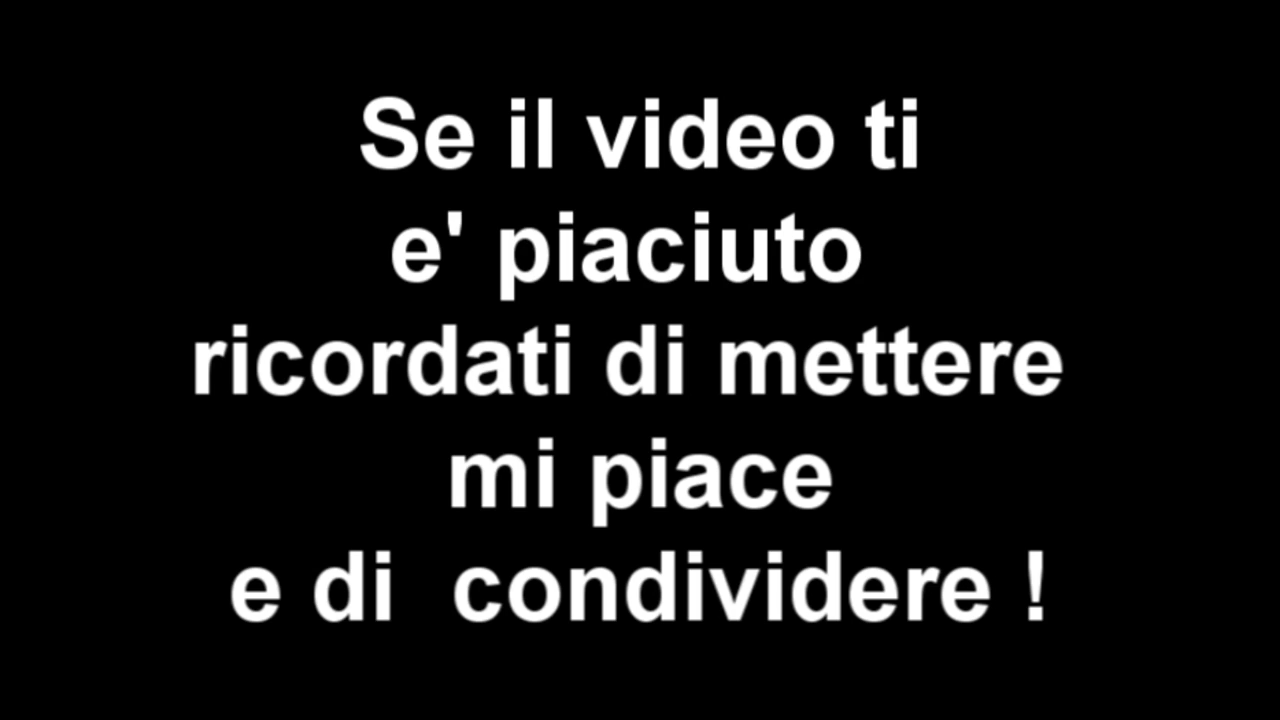 Se il video ti
e' piaciuto
ricordati di mettere
mi piace
e di  condividere !